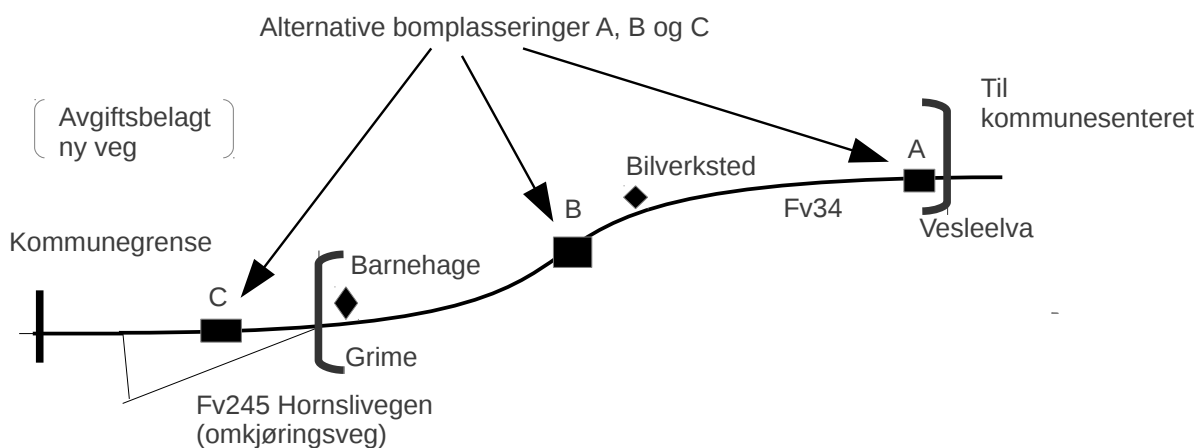 Alternative bomplasseringer A, B og C
Til
kommunesenteret
Avgiftsbelagt
ny veg
A
Bilverksted
B
Fv34
Vesleelva
Kommunegrense
Barnehage
C
Grime
Fv245 Hornslivegen
(omkjøringsveg)